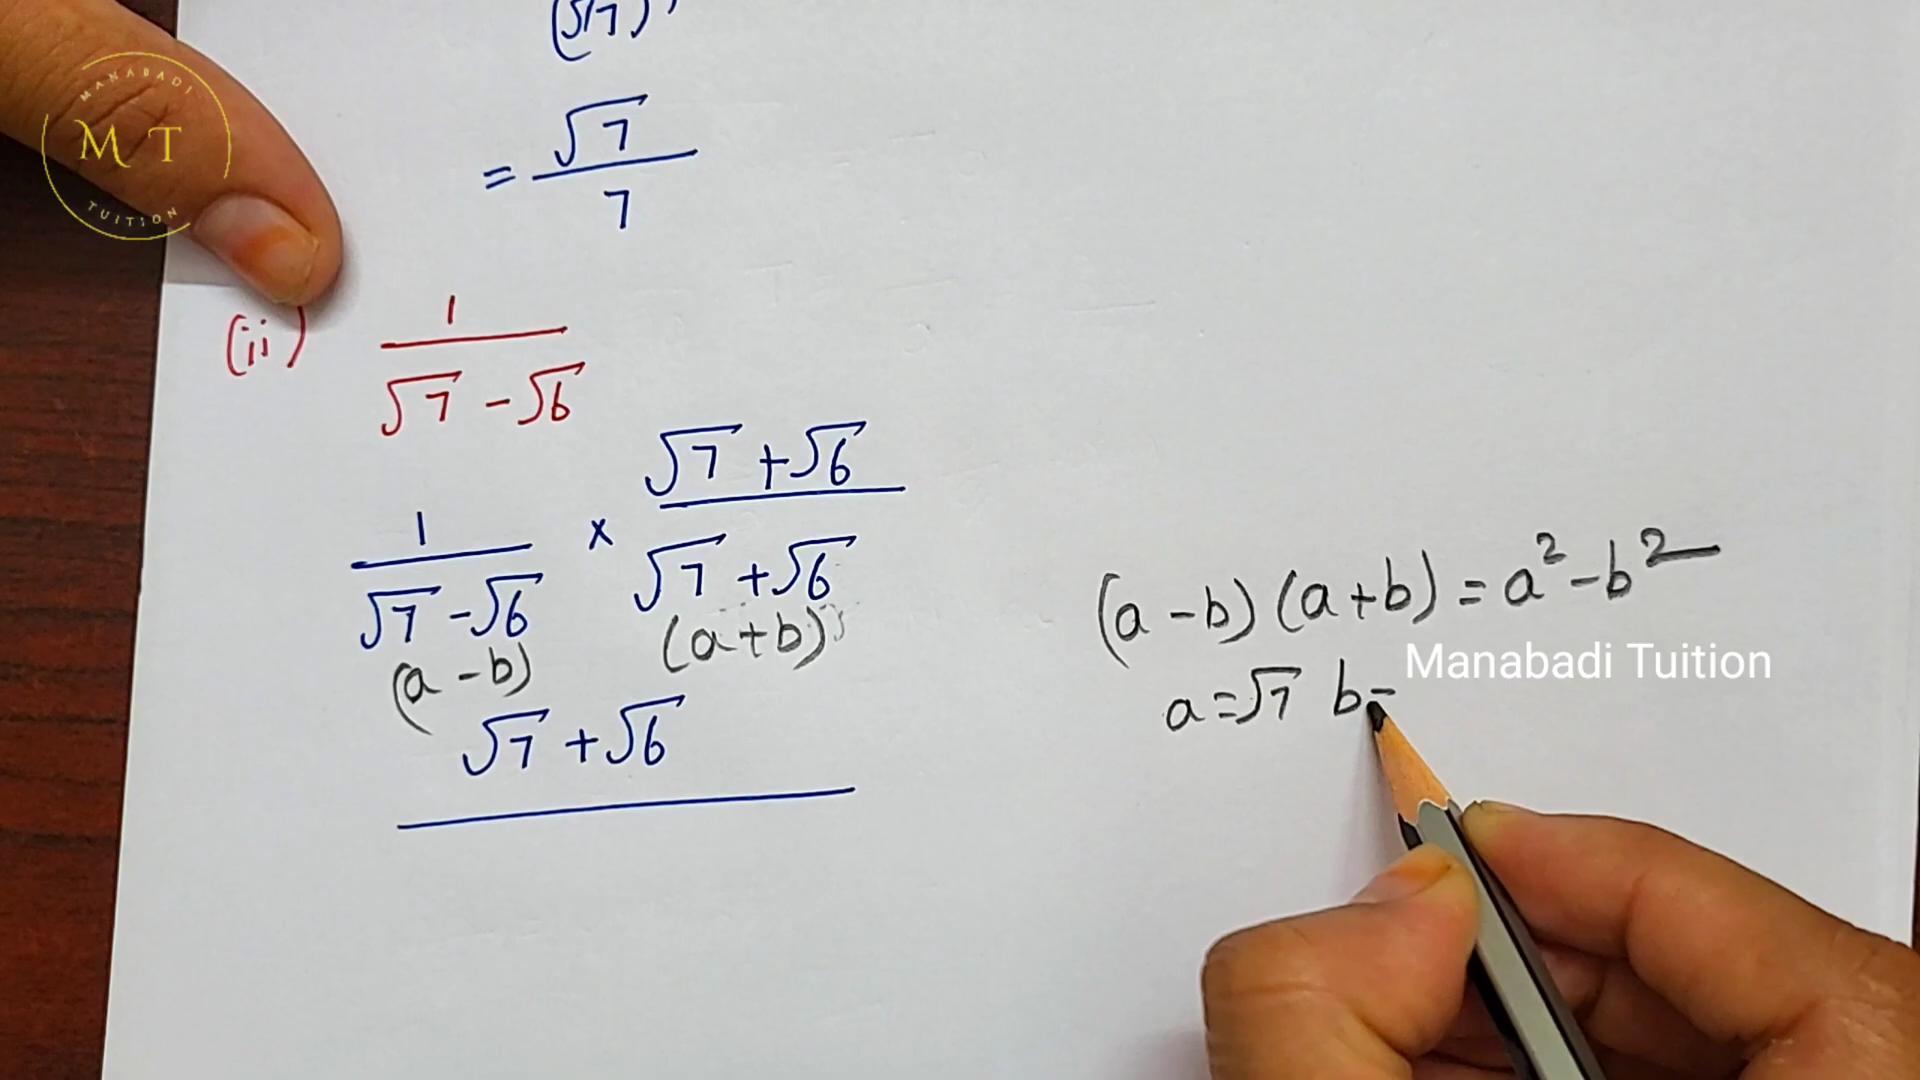 MANABADI
M T
TUITION
(√7)²
= √7 / 7
(ii) 1 / √7 - √6
1 / √7 - √6 × √7 + √6 / √7 + √6
(a - b) (a + b)
√7 + √6
(a - b) (a + b) = a² - b²
Manabadi Tuition
a = √7 b =